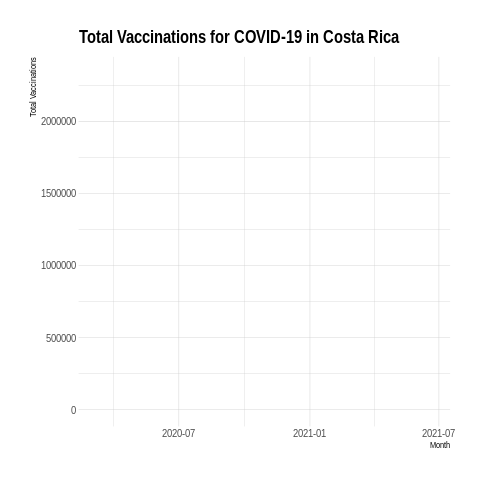 Total Vaccinations for COVID-19 in Costa Rica
Total Vaccinations
2000000
1500000
1000000
500000
0
2020-07 2021-01 2021-07
Month